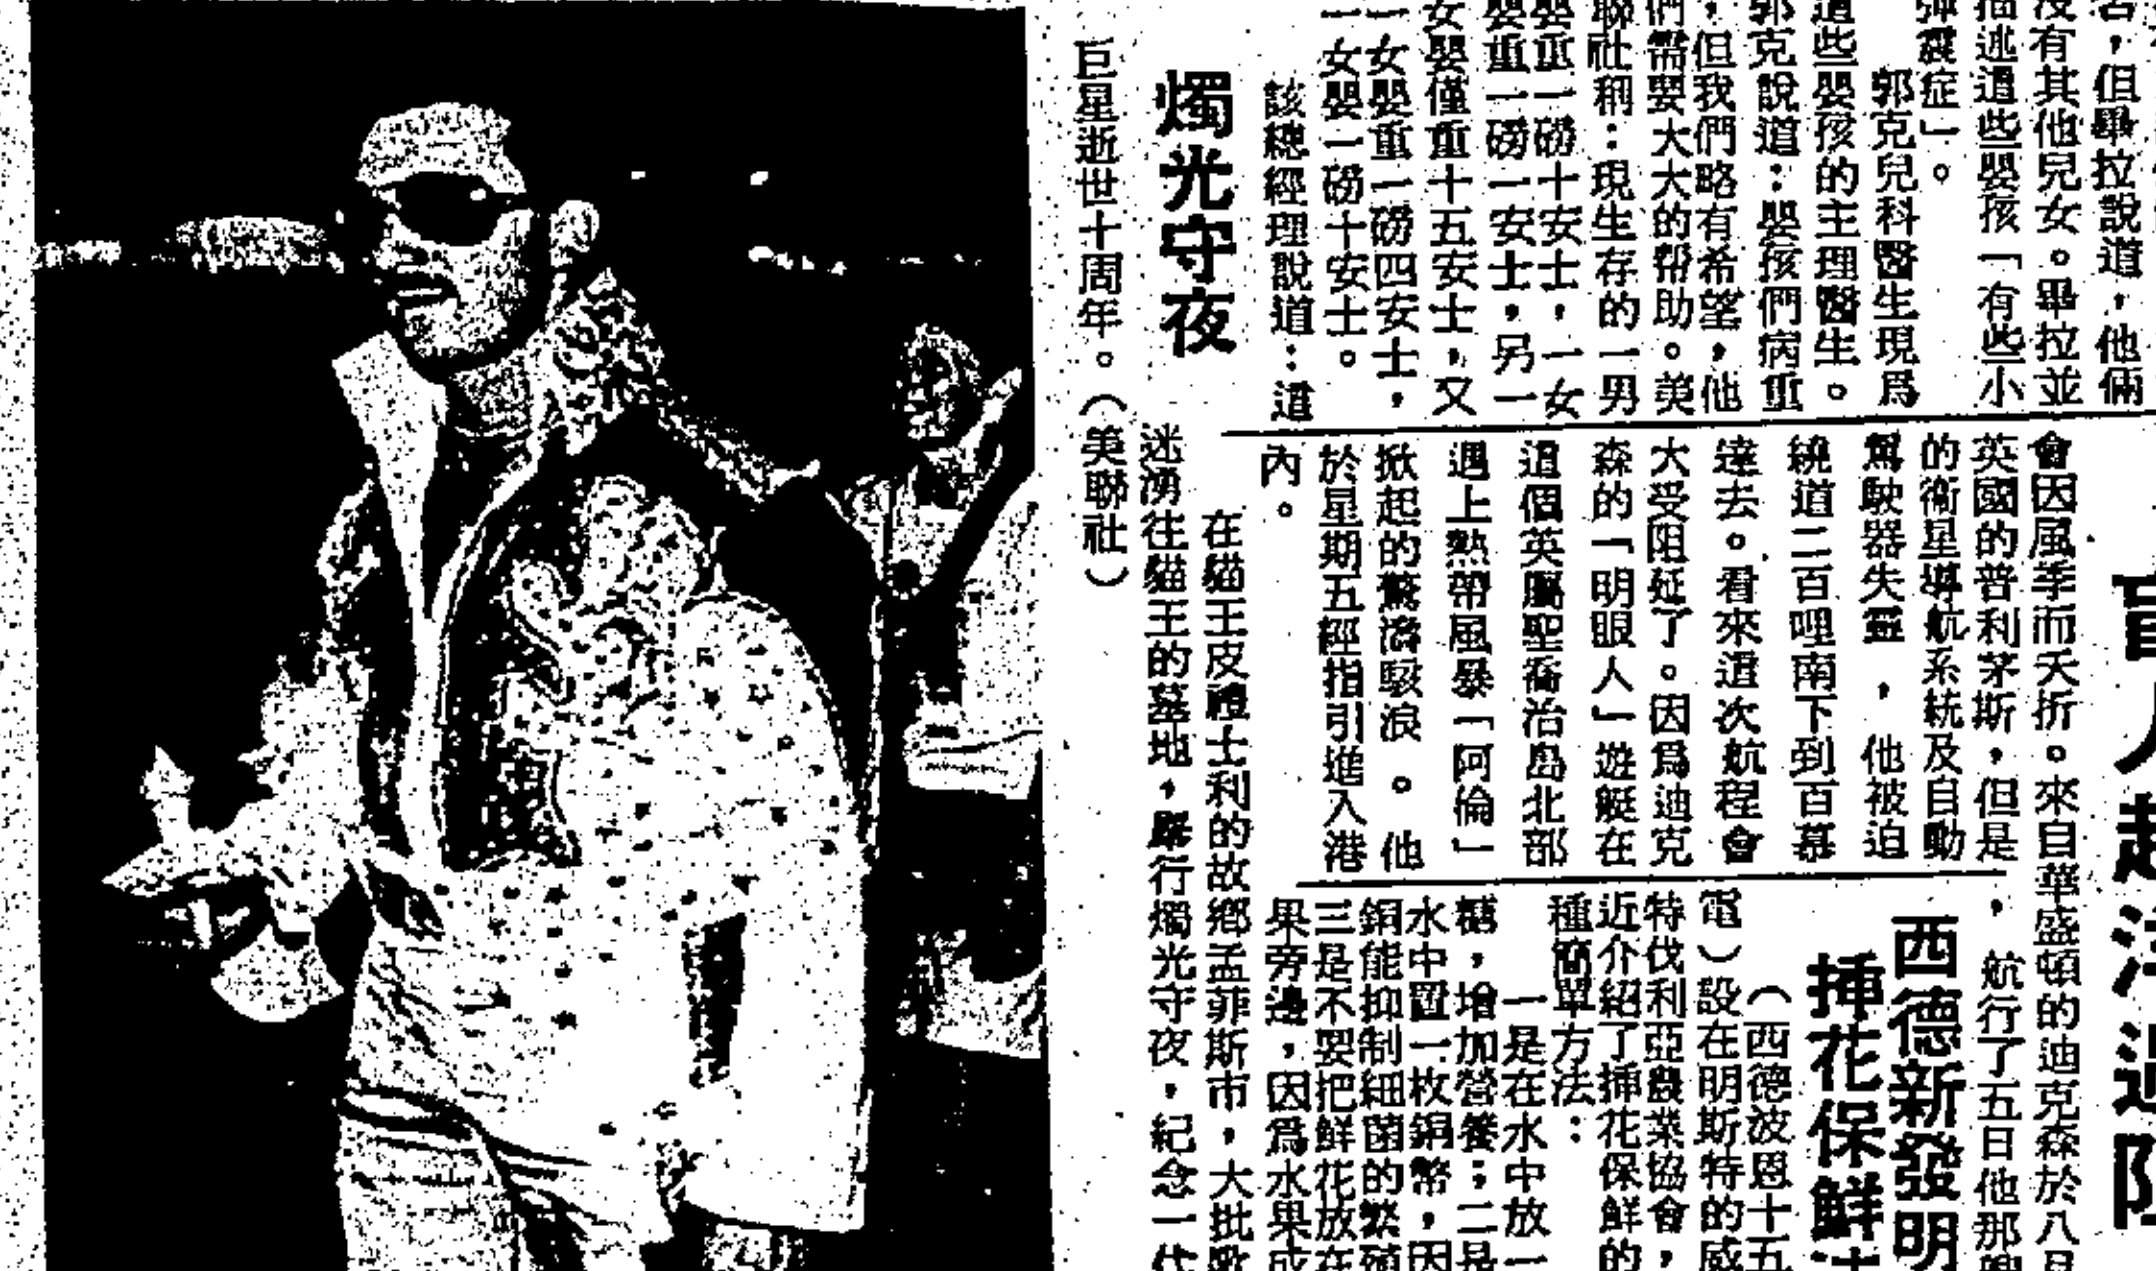 名，但畢拉說道，他倆
沒有其他兒女。畢拉並
描述這些嬰孩「有些小
彈震症」。
郭克兒科醫生現爲
這些嬰孩的主理醫生。
郭克說道：嬰孩們病重
，但我們略有希望，他
們需要大大的幫助。美
聯社稱：現生存的一男
嬰重一磅十安士，一女
嬰重一磅一安士，另一
女嬰僅重十五安士，又
一女嬰重一磅四安士，
一女嬰一磅十安士。
該總經理說道：這
會因風季而夭折。來自華盛頓的迪克森於八月
英國的普利茅斯，但是，航行了五日他那
的衞星導航系統及自動
駕駛器失靈，他被迫
繞道二百哩南下到百慕
達去。看來這次航程會
大受阻延了。因爲迪克
森的「明眼人」遊艇在
這個英屬聖喬治島北部
遇上熱帶風暴「阿倫」
掀起的驚濤駭浪。他
於星期五經指引進入港
內。
西德新發明
揷花保鮮
（西德波恩十五
電）設在明斯特的威
特伐利亞農業協會，
近介紹了揷花保鮮的
種簡單方法：
一是在水中放一
糖，增加營養；二是
水中置一枚銅幣，因
銅能抑制細菌的繁殖
三是不要把鮮花放在
果旁邊，因爲水果成
燭光守夜
在貓王皮禮士利的故鄉孟菲斯市，大批歌
迷湧往貓王的墓地，舉行燭光守夜，紀念一代
巨星逝世十周年。（美聯社）